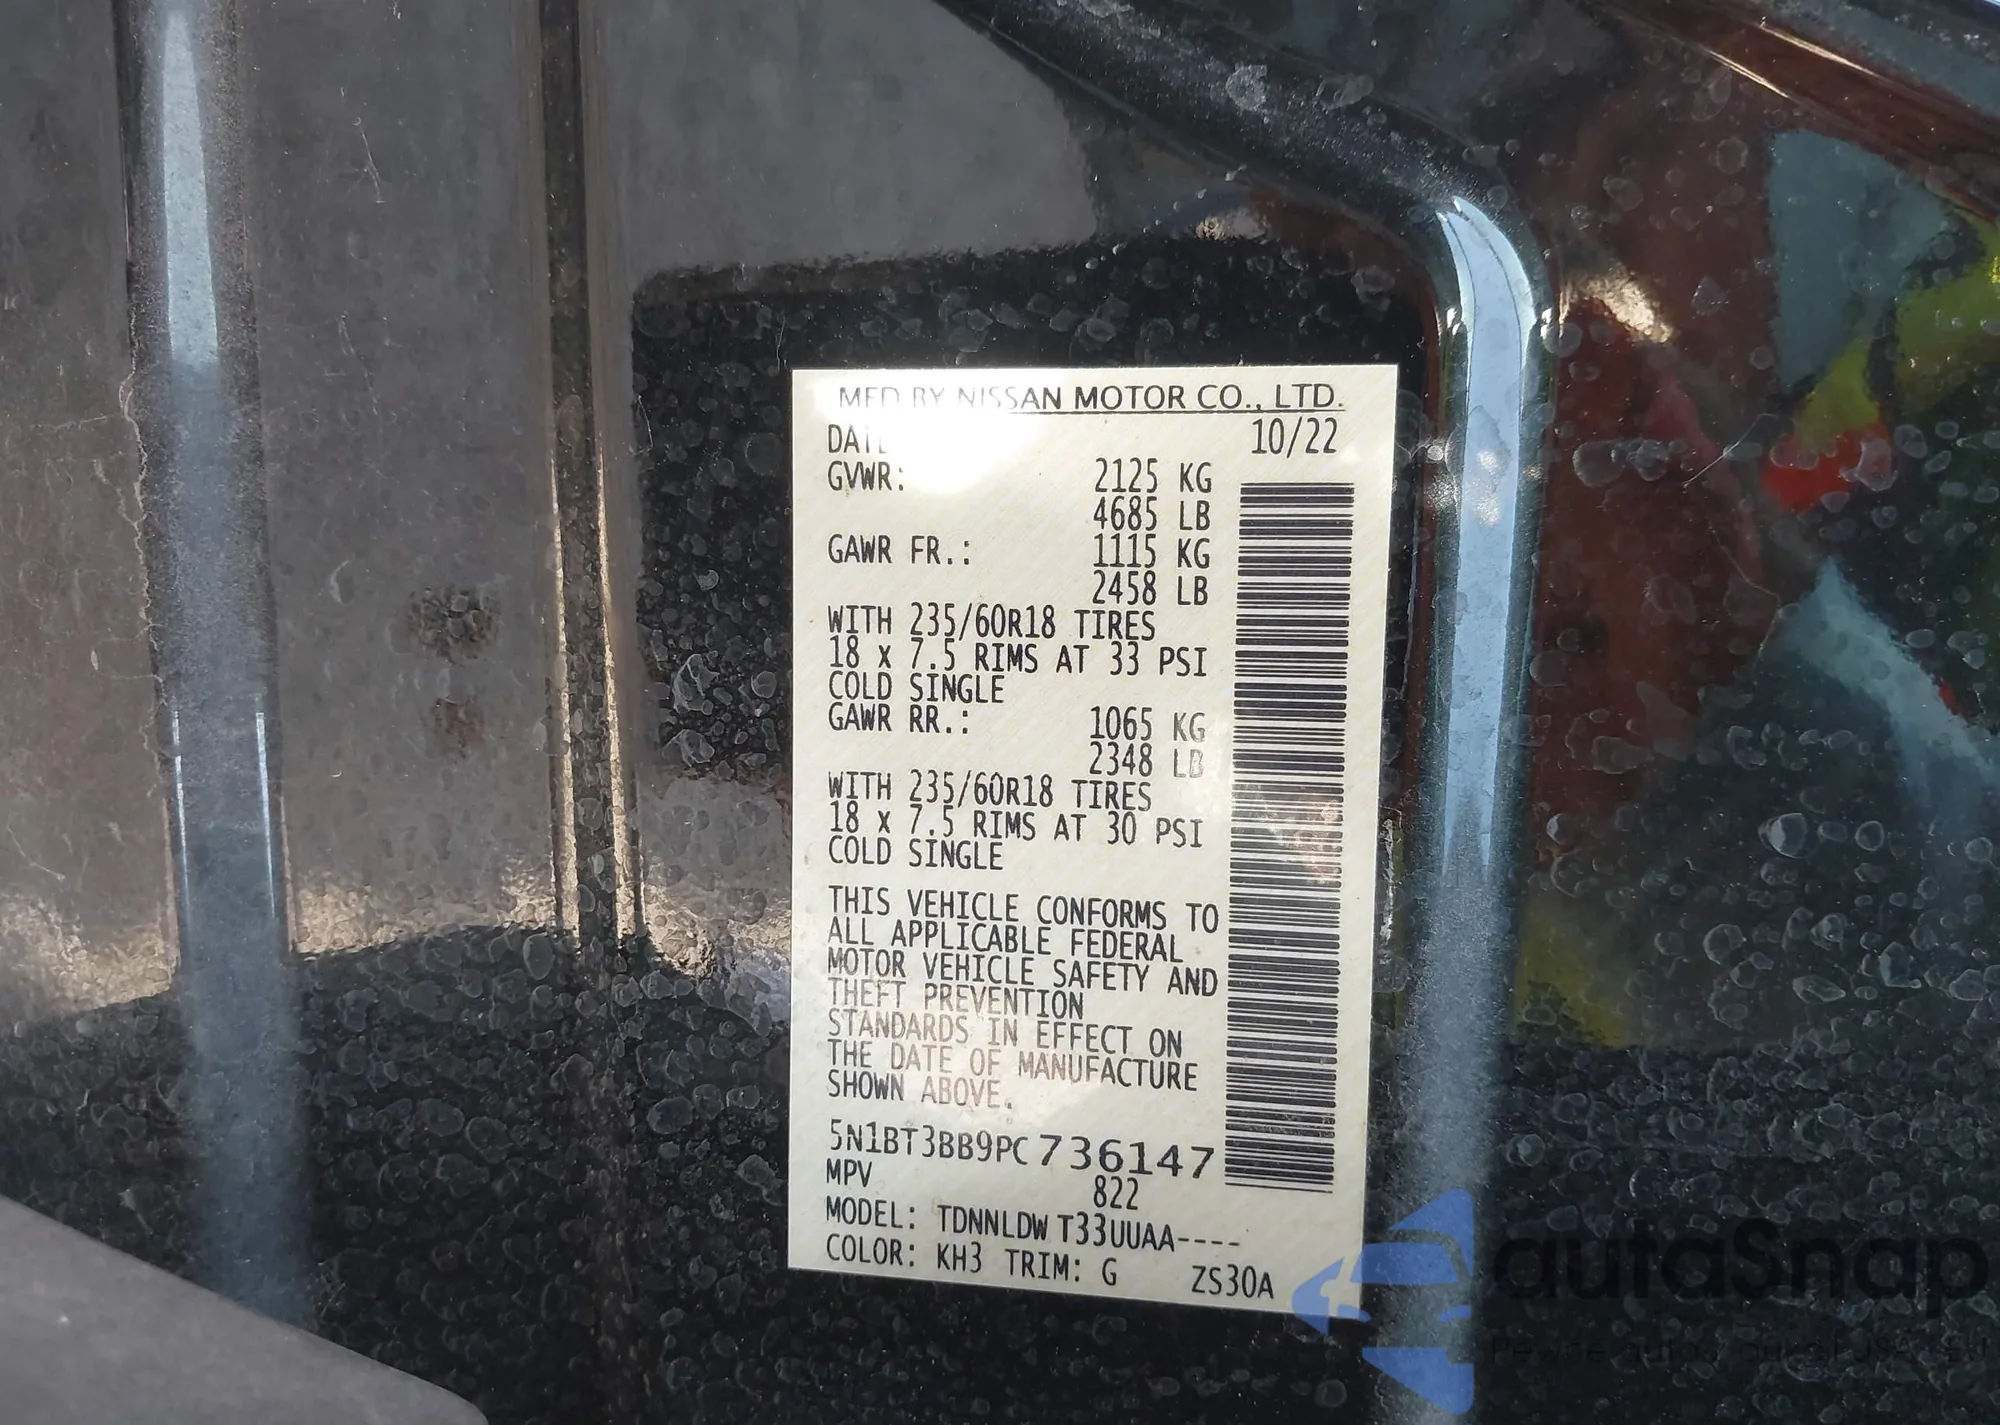 MFD BY NISSAN MOTOR CO., LTD.
DATE 10/22
GVWR: 2125 KG
4685 LB
GAWR FR.: 1115 KG
2458 LB
WITH 235/60R18 TIRES
18 x 7.5 RIMS AT 33 PSI
COLD SINGLE
GAWR RR.: 1065 KG
2348 LB
WITH 235/60R18 TIRES
18 x 7.5 RIMS AT 30 PSI
COLD SINGLE
THIS VEHICLE CONFORMS TO
ALL APPLICABLE FEDERAL
MOTOR VEHICLE SAFETY AND
THEFT PREVENTION
STANDARDS IN EFFECT ON
THE DATE OF MANUFACTURE
SHOWN ABOVE.
5N1BT3BB9PC736147
MPV 822
MODEL: TDNNLDW T33UUAA----
COLOR: KH3 TRIM: G ZS30A
autaSnap